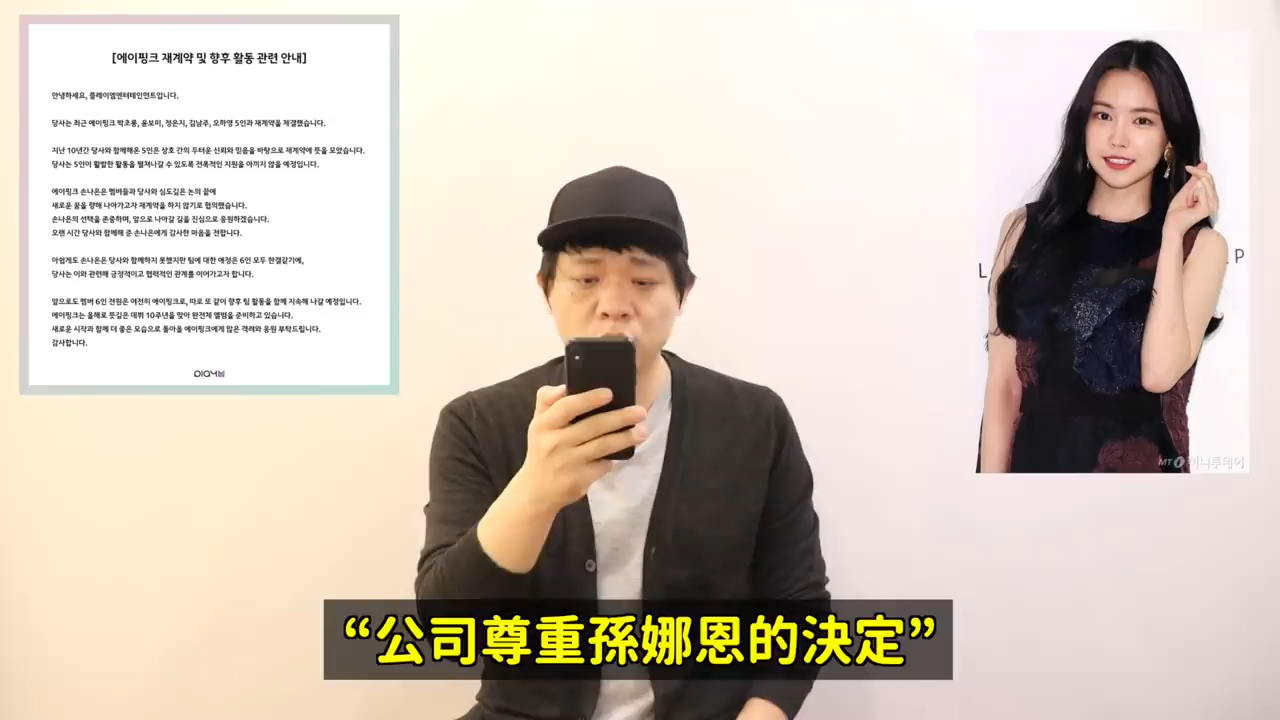 [에이핑크 재계약 및 향후 활동 관련 안내]
안녕하세요, 플레이엠엔터테인먼트입니다.
당사는 최근 에이핑크 박초롱, 윤보미, 정은지, 김남주, 오하영 5인과 재계약을 체결했습니다.
지난 10년간 당사와 함께해온 5인은 상호 간의 두터운 신뢰와 믿음을 바탕으로 재계약에 뜻을 모았습니다.
당사는 5인이 활발한 활동을 펼쳐나갈 수 있도록 전폭적인 지원을 아끼지 않을 예정입니다.
에이핑크 손나은은 멤버들과 당사와 심도깊은 논의 끝에
새로운 꿈을 향해 나아가고자 재계약을 하지 않기로 협의했습니다.
손나은의 선택을 존중하며, 앞으로 나아갈 길을 진심으로 응원하겠습니다.
오랜 시간 당사와 함께해 준 손나은에게 감사한 마음을 전합니다.
아쉽게도 손나은은 당사와 함께하지 못했지만 팀에 대한 애정은 6인 모두 한결같기에,
당사는 이와 관련해 긍정적이고 협력적인 관계를 이어가고자 합니다.
앞으로도 멤버 6인 전원은 여전히 에이핑크로, 따로 또 같이 향후 팀 활동을 함께 지속해 나갈 예정입니다.
에이핑크는 올해로 뜻깊은 데뷔 10주년을 맞아 완전체 앨범을 준비하고 있습니다.
새로운 시작과 함께 더 좋은 모습으로 돌아올 에이핑크에게 많은 격려와 응원 부탁드립니다.
감사합니다.
L
P
MT 머니투데이
“公司尊重孫娜恩的決定”